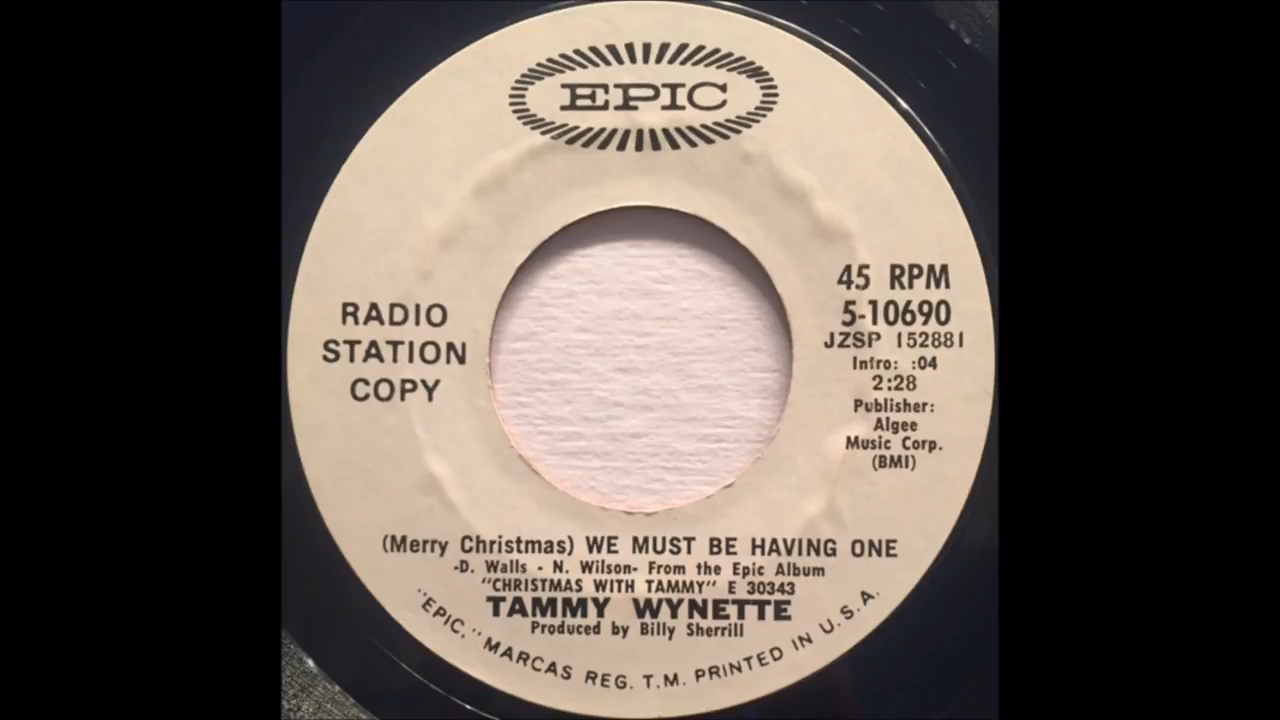 EPIC
RADIO
STATION
COPY
45 RPM
5-10690
JZSP 152881
Intro: :04
2:28
Publisher:
Algee
Music Corp.
(BMI)
(Merry Christmas) WE MUST BE HAVING ONE
-D. Walls - N. Wilson- From the Epic Album
"CHRISTMAS WITH TAMMY" E 30343
TAMMY WYNETTE
Produced by Billy Sherrill
"EPIC," MARCAS REG. T.M. PRINTED IN U.S.A.